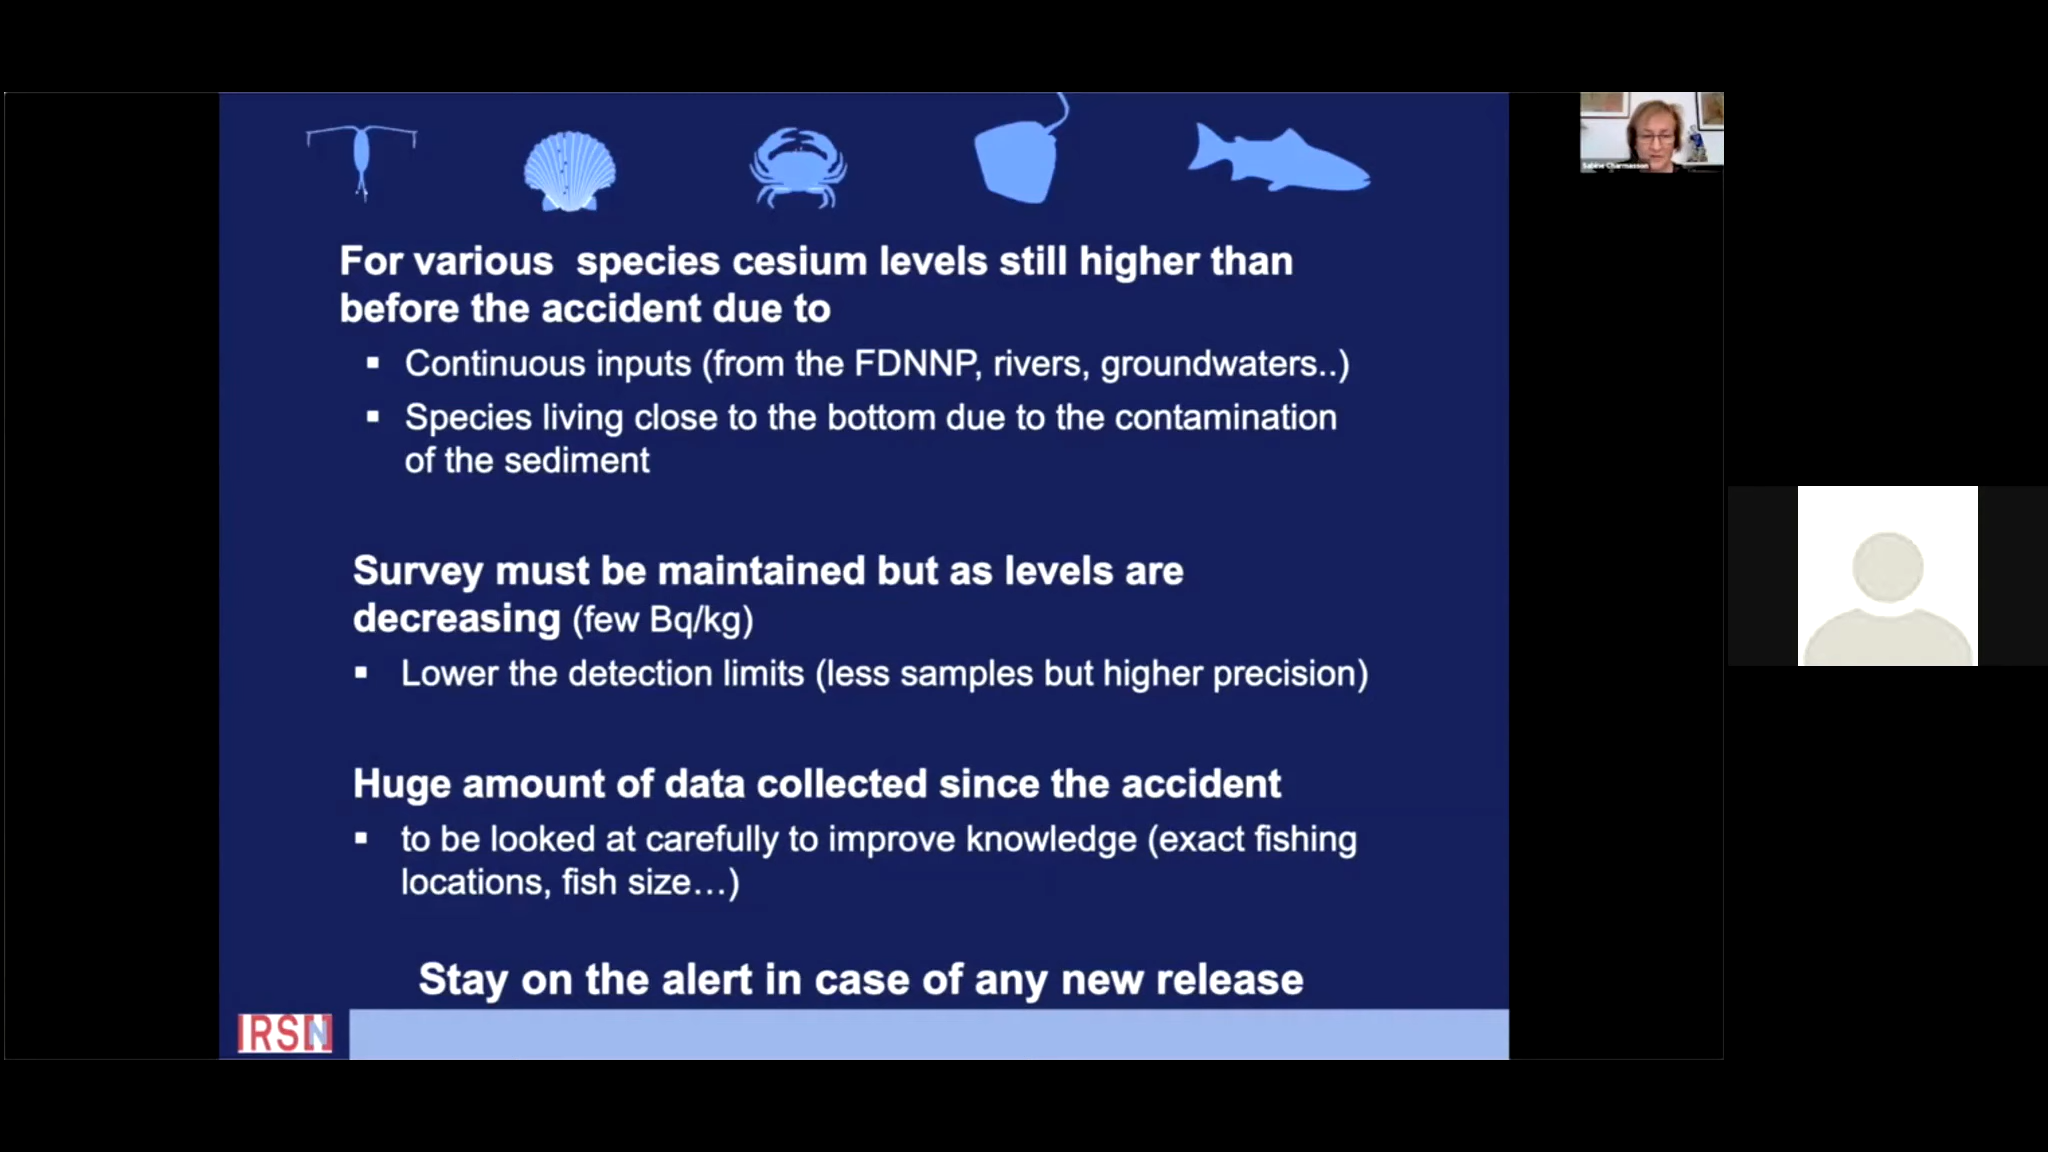 Sabine Charmasson
For various  species cesium levels still higher than
before the accident due to
▪ Continuous inputs (from the FDNNP, rivers, groundwaters..)
▪ Species living close to the bottom due to the contamination
of the sediment
Survey must be maintained but as levels are
decreasing (few Bq/kg)
▪ Lower the detection limits (less samples but higher precision)
Huge amount of data collected since the accident
▪ to be looked at carefully to improve knowledge (exact fishing
locations, fish size…)
Stay on the alert in case of any new release
IRSN